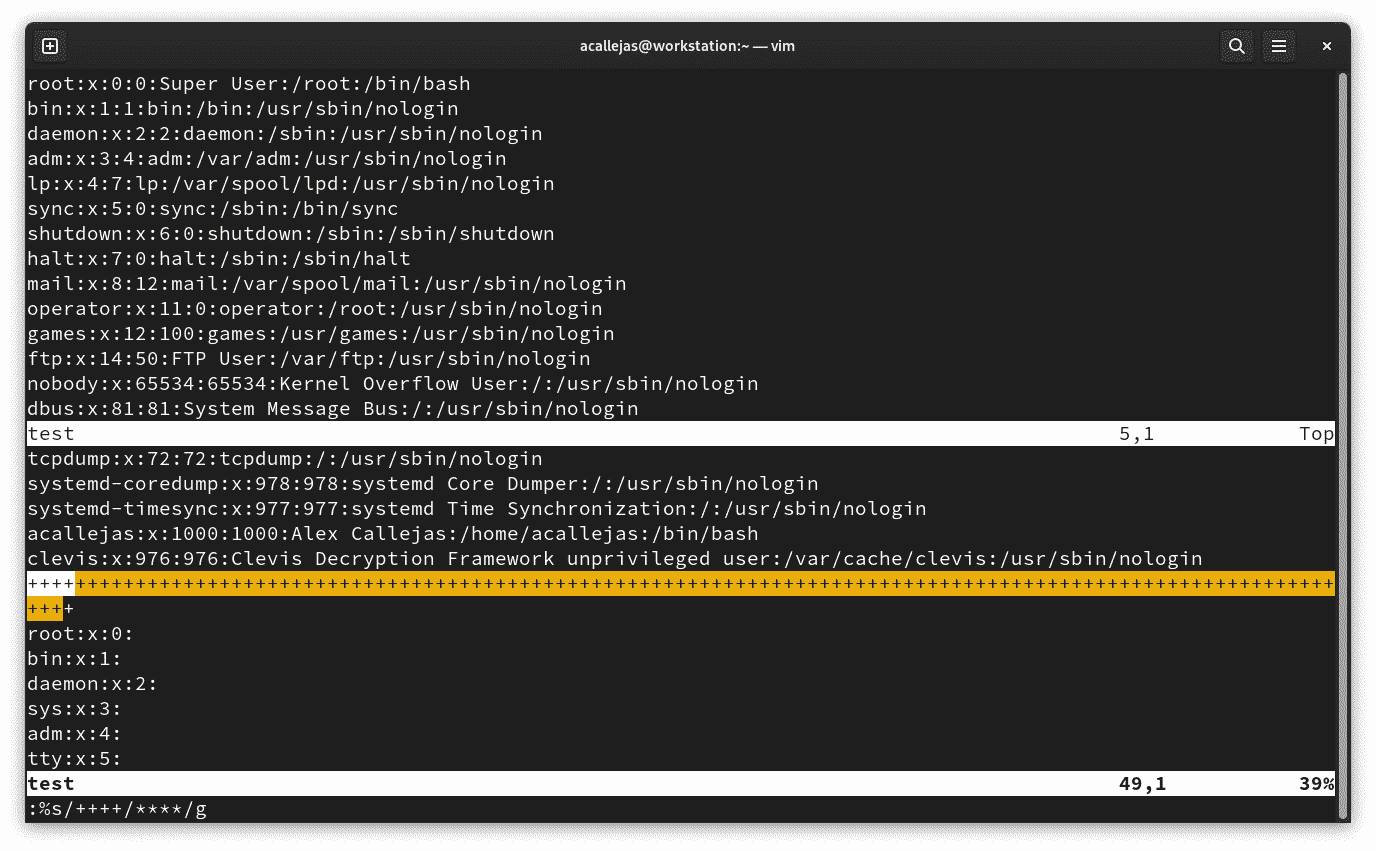 acallejas@workstation:~ — vim
root:x:0:0:Super User:/root:/bin/bash
bin:x:1:1:bin:/bin:/usr/sbin/nologin
daemon:x:2:2:daemon:/sbin:/usr/sbin/nologin
adm:x:3:4:adm:/var/adm:/usr/sbin/nologin
lp:x:4:7:lp:/var/spool/lpd:/usr/sbin/nologin
sync:x:5:0:sync:/sbin:/bin/sync
shutdown:x:6:0:shutdown:/sbin:/sbin/shutdown
halt:x:7:0:halt:/sbin:/sbin/halt
mail:x:8:12:mail:/var/spool/mail:/usr/sbin/nologin
operator:x:11:0:operator:/root:/usr/sbin/nologin
games:x:12:100:games:/usr/games:/usr/sbin/nologin
ftp:x:14:50:FTP User:/var/ftp:/usr/sbin/nologin
nobody:x:65534:65534:Kernel Overflow User:/:/usr/sbin/nologin
dbus:x:81:81:System Message Bus:/:/usr/sbin/nologin
test 5,1 Top
tcpdump:x:72:72:tcpdump:/:/usr/sbin/nologin
systemd-coredump:x:978:978:systemd Core Dumper:/:/usr/sbin/nologin
systemd-timesync:x:977:977:systemd Time Synchronization:/:/usr/sbin/nologin
acallejas:x:1000:1000:Alex Callejas:/home/acallejas:/bin/bash
clevis:x:976:976:Clevis Decryption Framework unprivileged user:/var/cache/clevis:/usr/sbin/nologin
+++++++++++++++++++++++++++++++++++++++++++++++++++++++++++++++++++++++++++++++++++++++++++++++++++++++++++++
++++
root:x:0:
bin:x:1:
daemon:x:2:
sys:x:3:
adm:x:4:
tty:x:5:
test 49,1 39%
:%s/++++/****/g